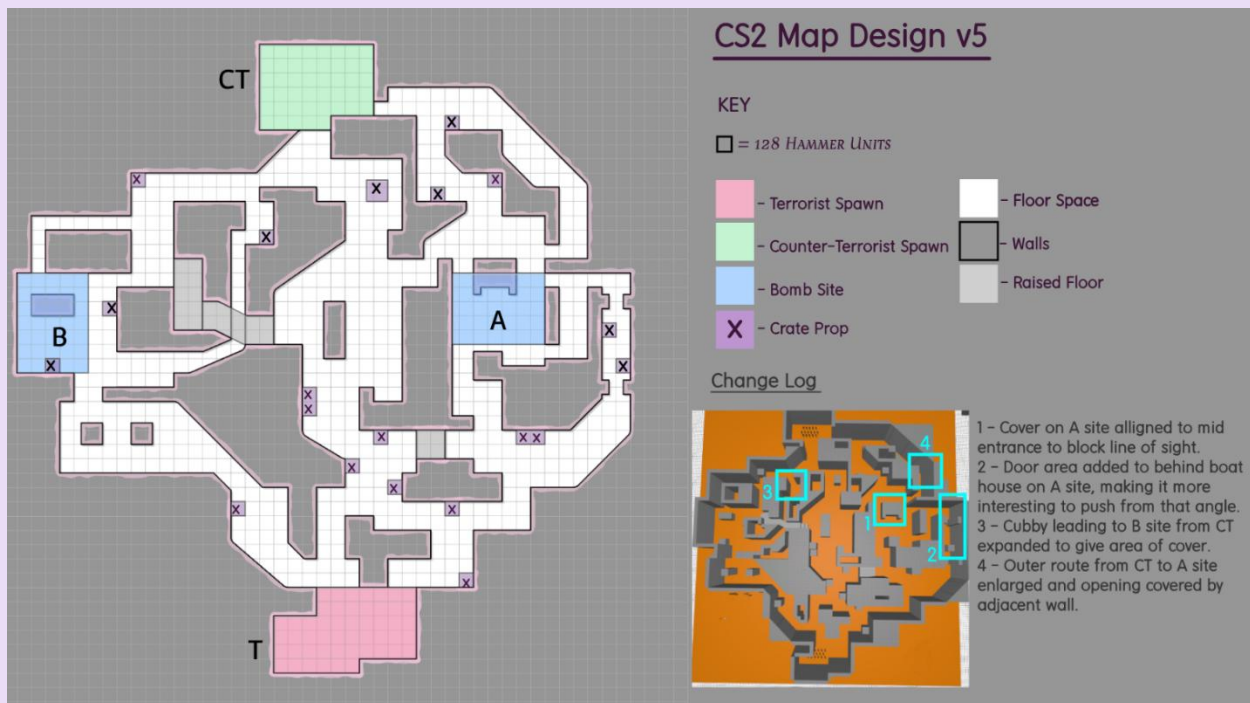 CS2 Map Design v5
CT
KEY
= 128 HAMMER UNITS
- Terrorist Spawn
- Floor Space
- Counter-Terrorist Spawn
- Walls
- Bomb Site
- Raised Floor
X - Crate Prop
X
X
X
X
X
X
X
B
X
A
X
X
X
X
X
X
X
X X
X
X
X
X
X
T
Change Log
1 - Cover on A site alligned to mid
entrance to block line of sight.
2 - Door area added to behind boat
house on A site, making it more
interesting to push from that angle.
3 - Cubby leading to B site from CT
expanded to give area of cover.
4 - Outer route from CT to A site
enlarged and opening covered by
adjacent wall.
4
3
1
2